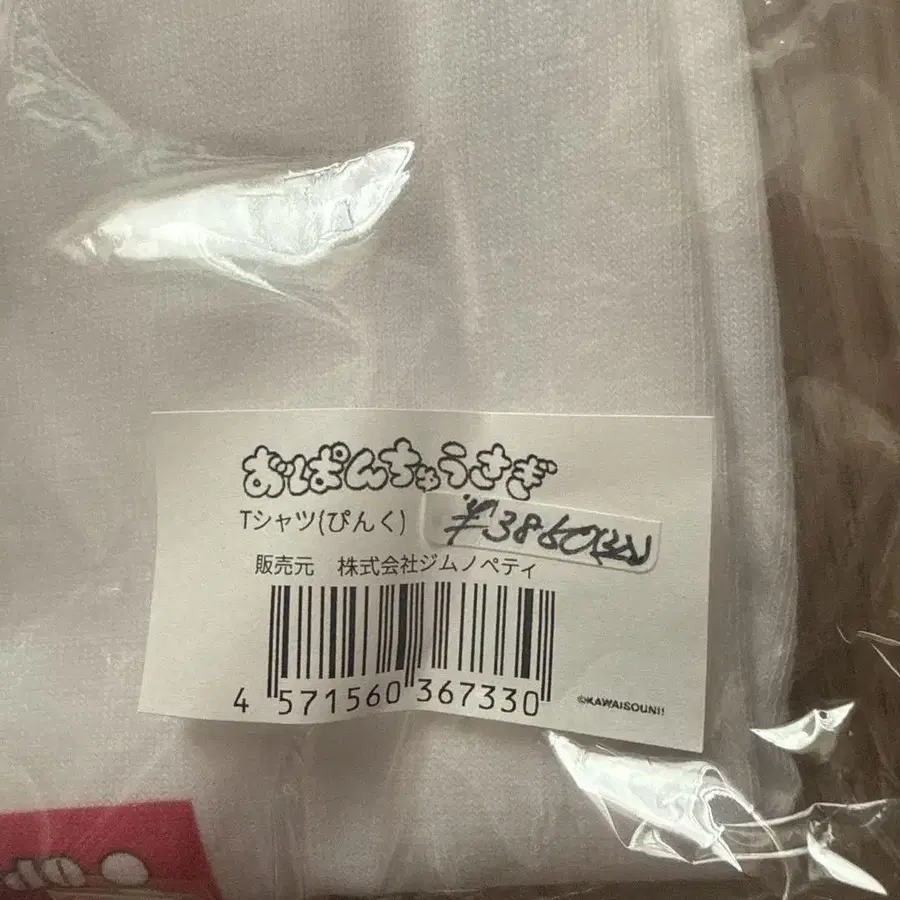 おぱんちゅうさぎ
Tシャツ(ぴんく)
¥3860
販売元 株式会社ジムノペティ
4 571560 367330
©KAWAISOUNI!